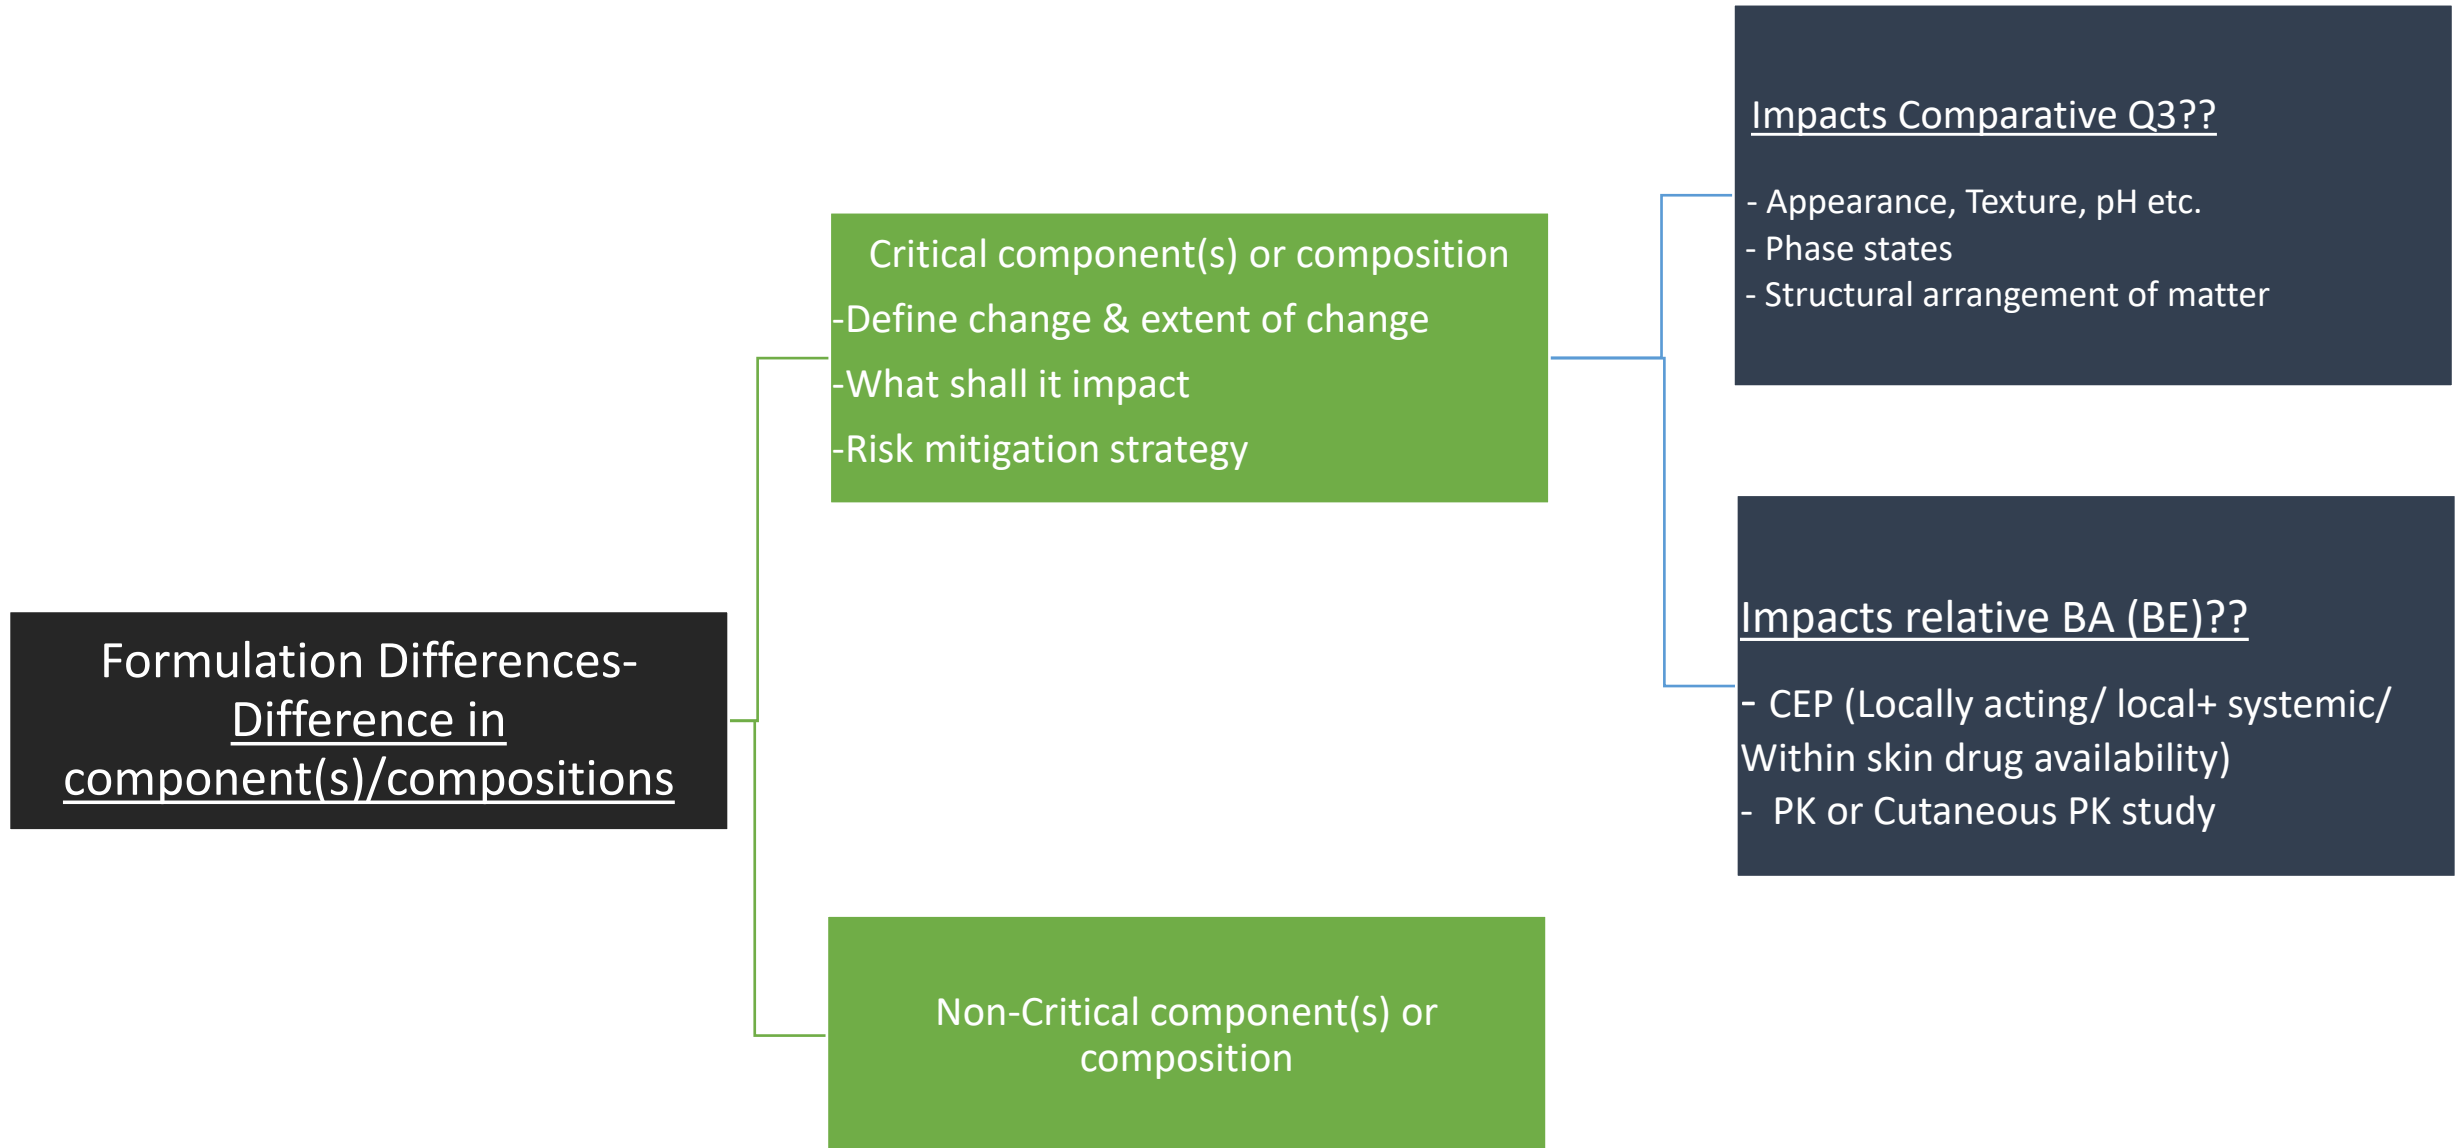 Formulation Differences-
Difference in
component(s)/compositions
Critical component(s) or composition
-Define change & extent of change
-What shall it impact
-Risk mitigation strategy
Non-Critical component(s) or
composition
Impacts Comparative Q3??
- Appearance, Texture, pH etc.
- Phase states
- Structural arrangement of matter
Impacts relative BA (BE)??
- CEP (Locally acting/ local+ systemic/
Within skin drug availability)
- PK or Cutaneous PK study